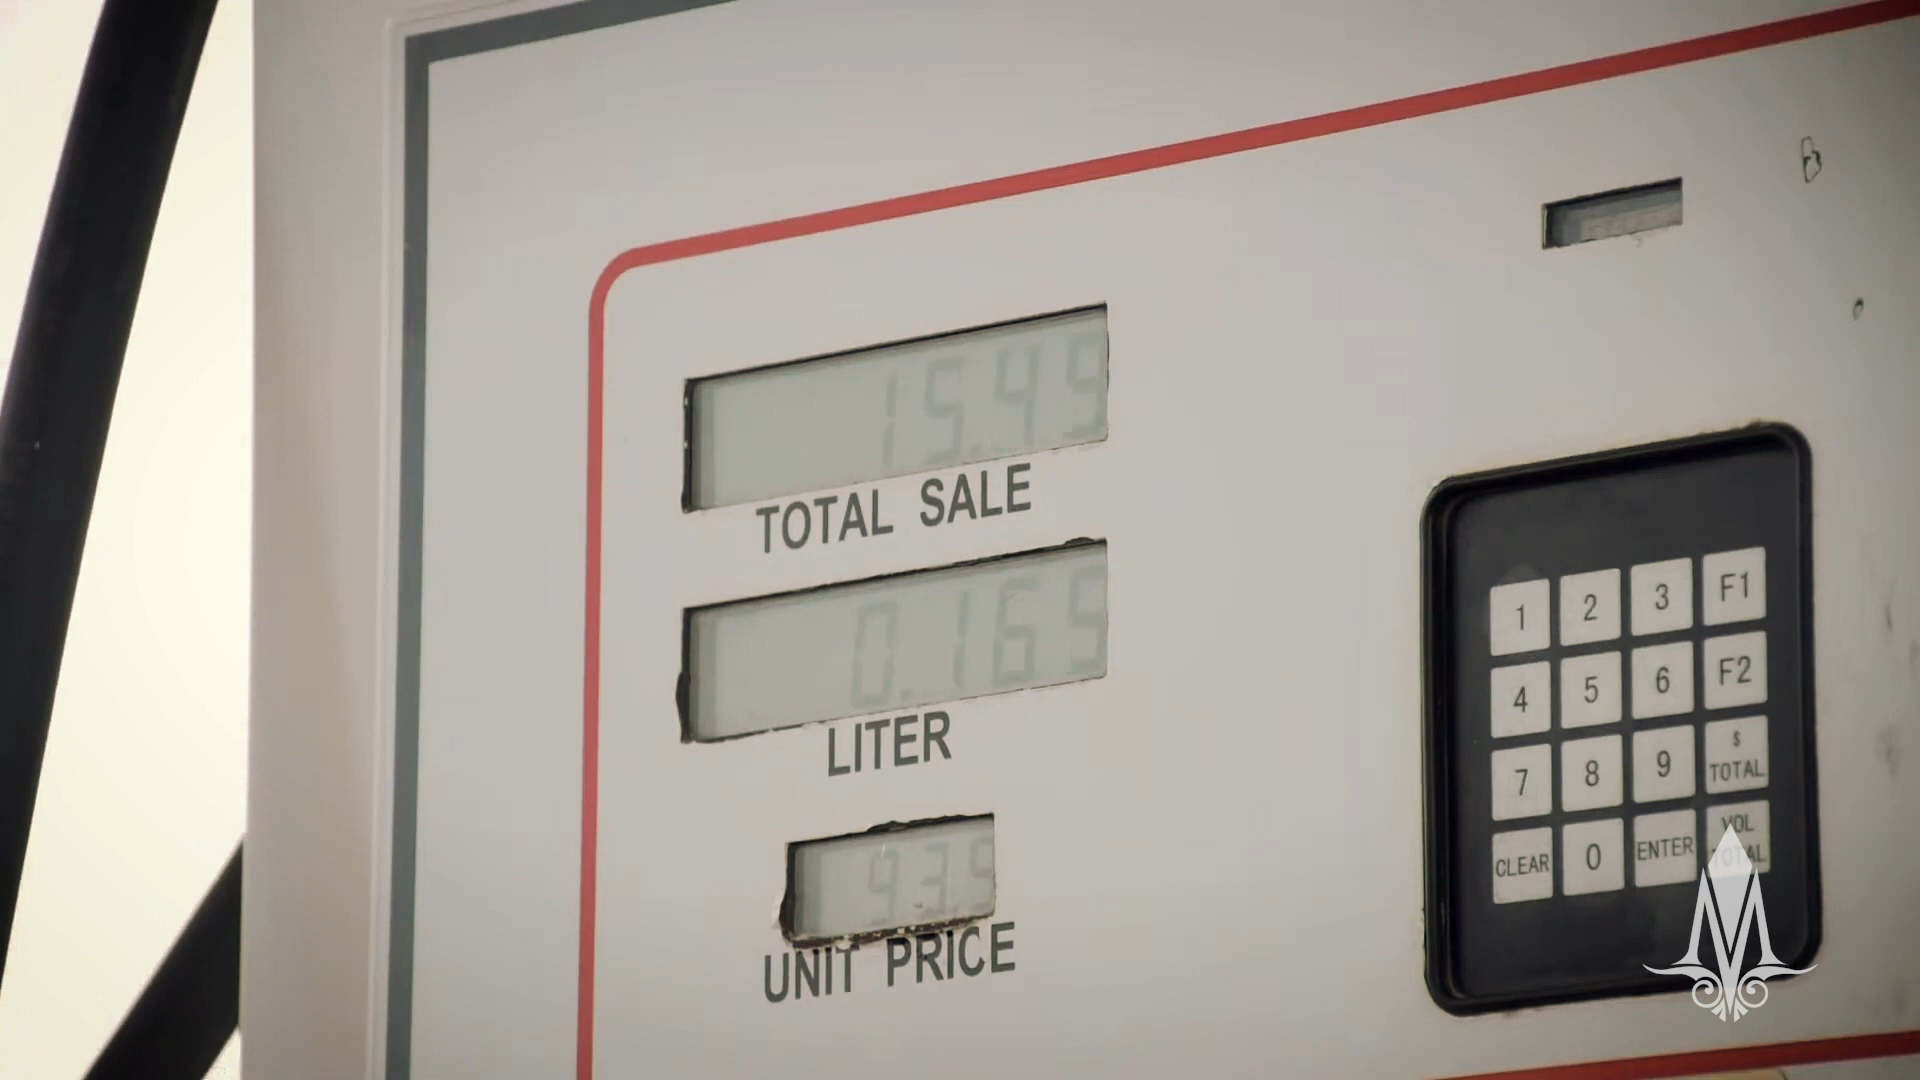 15.49
TOTAL SALE
0.165
LITER
93.9
UNIT PRICE
1 2 3 F1
4 5 6 F2
7 8 9 $ TOTAL
CLEAR 0 ENTER VOL TOTAL